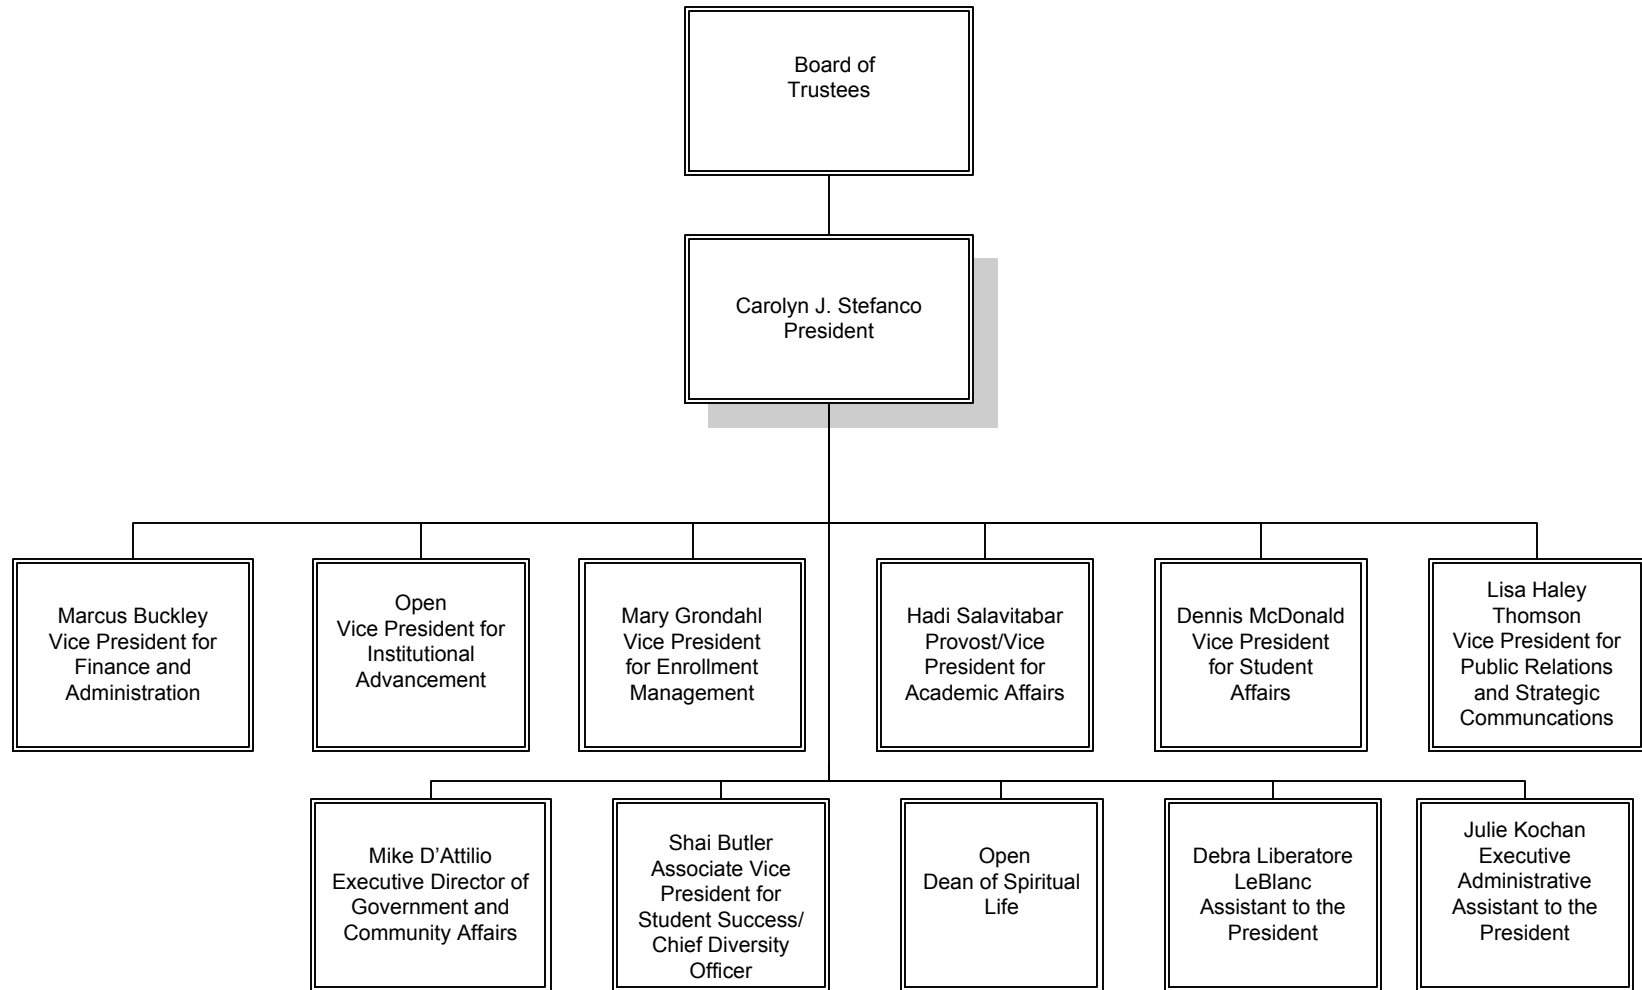 Board of
Trustees
Carolyn J. Stefanco
President
Marcus Buckley
Vice President for
Finance and
Administration
Open
Vice President for
Institutional
Advancement
Mary Grondahl
Vice President
for Enrollment
Management
Hadi Salavitabar
Provost/Vice
President for
Academic Affairs
Dennis McDonald
Vice President
for Student
Affairs
Lisa Haley
Thomson
Vice President for
Public Relations
and Strategic
Communcations
Mike D’Attilio
Executive Director of
Government and
Community Affairs
Shai Butler
Associate Vice
President for
Student Success/
Chief Diversity
Officer
Open
Dean of Spiritual
Life
Debra Liberatore
LeBlanc
Assistant to the
President
Julie Kochan
Executive
Administrative
Assistant to the
President